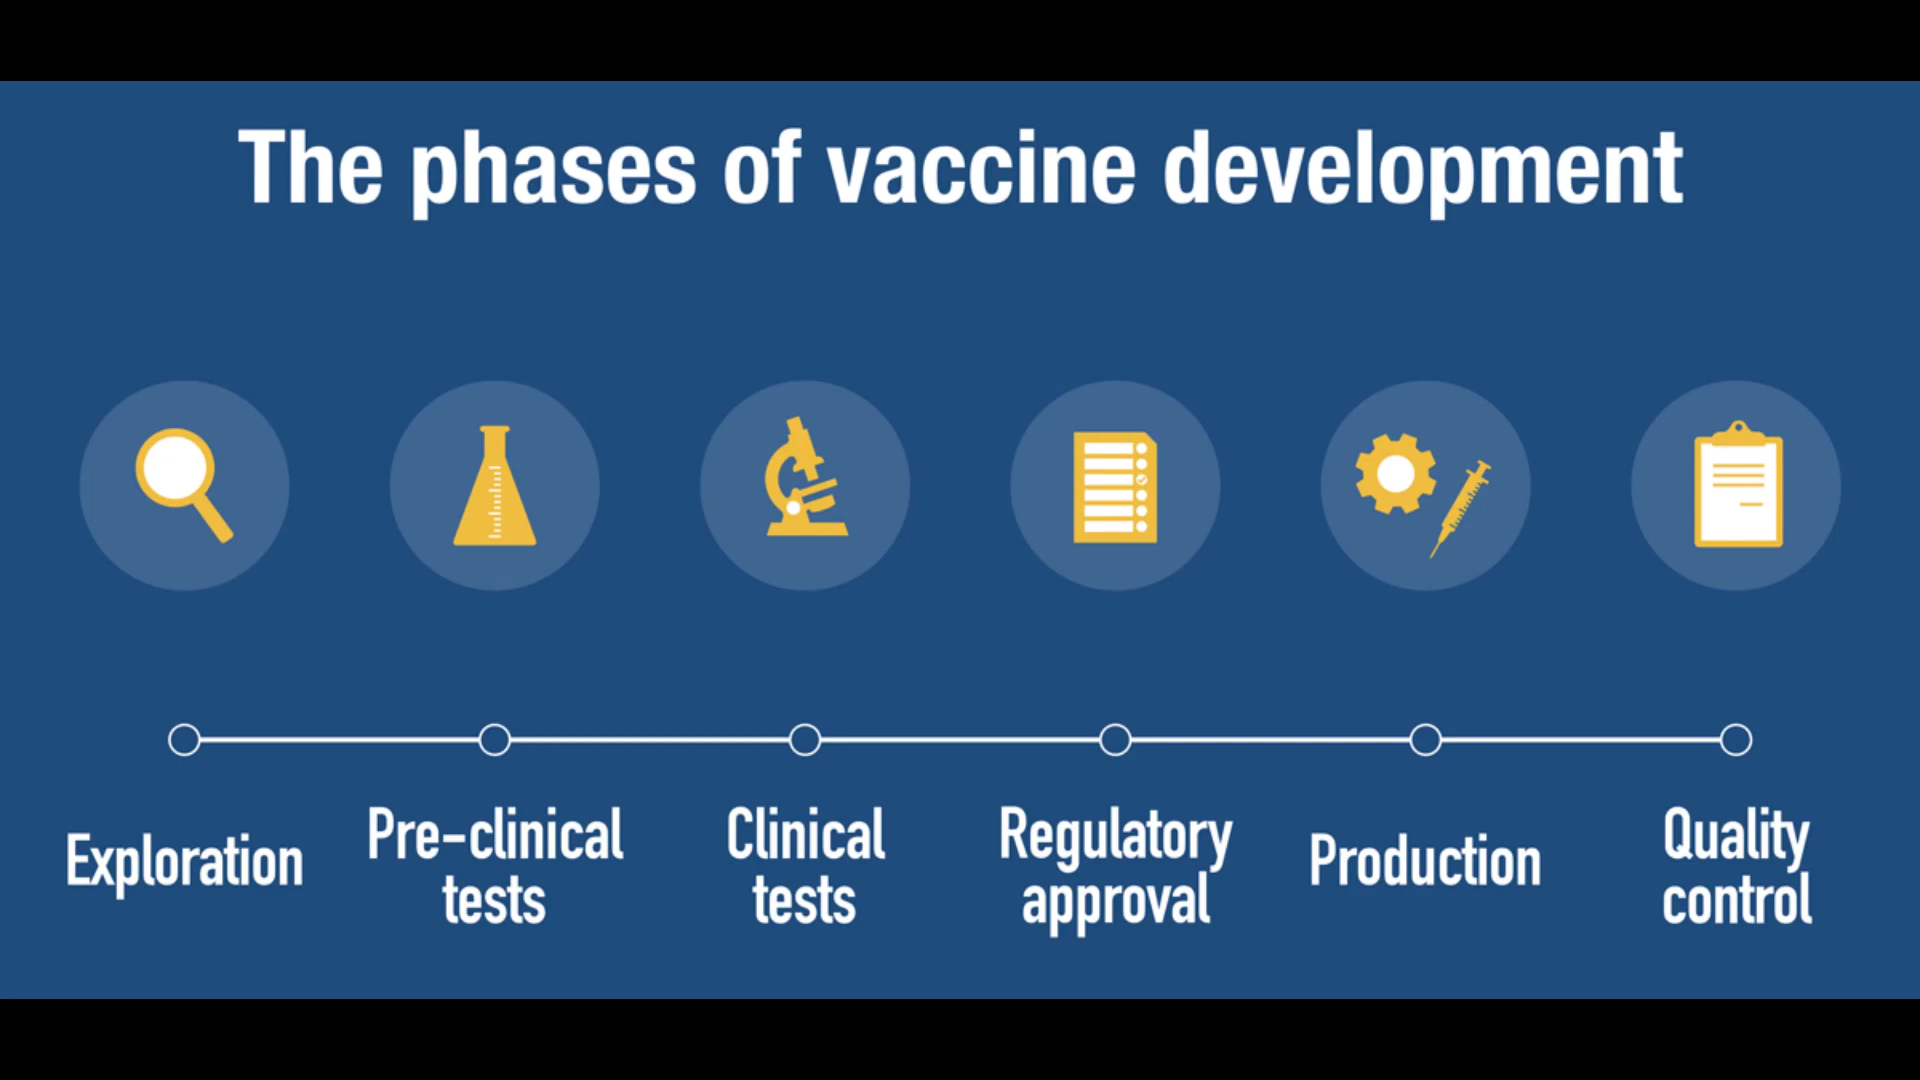 The phases of vaccine development
Exploration
Pre-clinical
tests
Clinical
tests
Regulatory
approval
Production
Quality
control